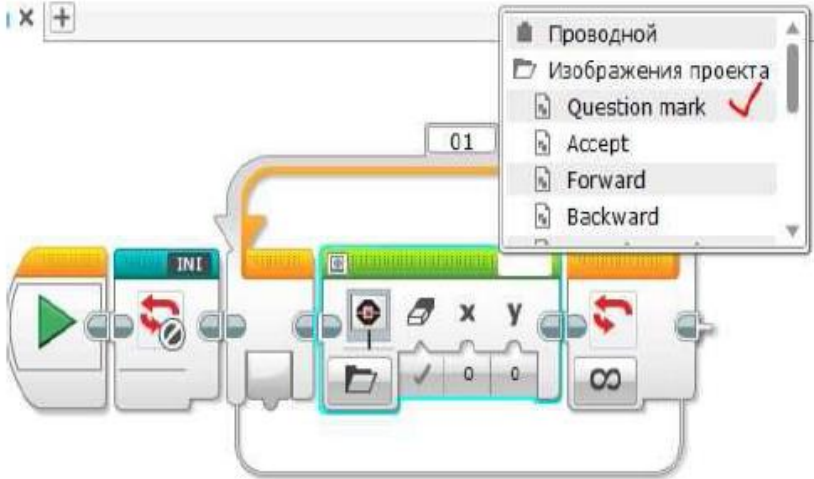 Проводной
Изображения проекта
Question mark
Accept
Forward
Backward
01
INI
x y
0 0
∞